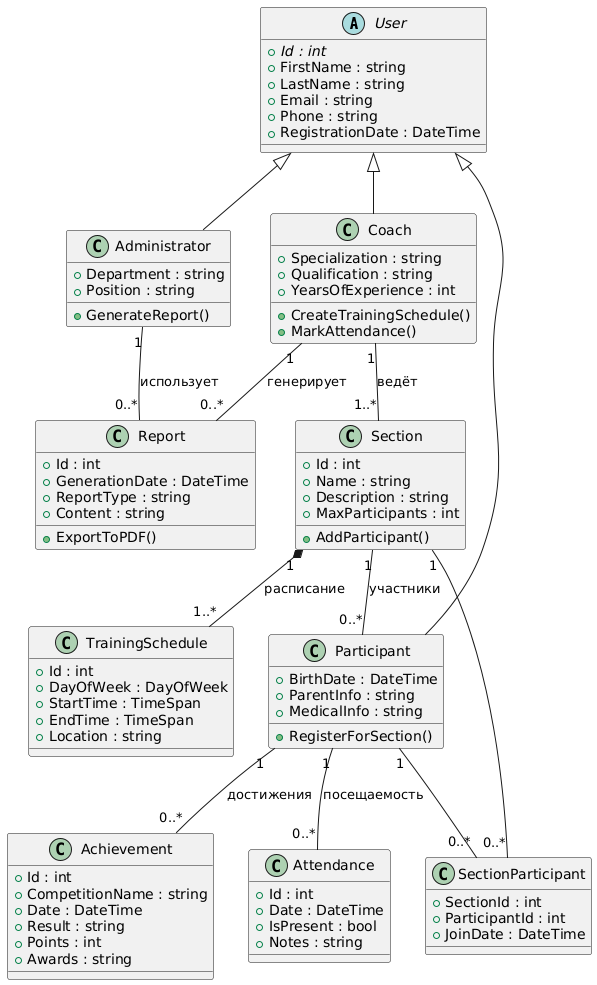 A User
+ Id : int
+ FirstName : string
+ LastName : string
+ Email : string
+ Phone : string
+ RegistrationDate : DateTime
C Administrator
+ Department : string
+ Position : string
+ GenerateReport()
C Coach
+ Specialization : string
+ Qualification : string
+ YearsOfExperience : int
+ CreateTrainingSchedule()
+ MarkAttendance()
1
использует
0..*
1
генерирует
0..*
1
ведёт
1..*
C Report
+ Id : int
+ GenerationDate : DateTime
+ ReportType : string
+ Content : string
+ ExportToPDF()
C Section
+ Id : int
+ Name : string
+ Description : string
+ MaxParticipants : int
+ AddParticipant()
1
расписание
1..*
1
участники
0..*
1
C TrainingSchedule
+ Id : int
+ DayOfWeek : DayOfWeek
+ StartTime : TimeSpan
+ EndTime : TimeSpan
+ Location : string
C Participant
+ BirthDate : DateTime
+ ParentInfo : string
+ MedicalInfo : string
+ RegisterForSection()
1
достижения
0..*
1
посещаемость
0..*
1
0..*
0..*
C Achievement
+ Id : int
+ CompetitionName : string
+ Date : DateTime
+ Result : string
+ Points : int
+ Awards : string
C Attendance
+ Id : int
+ Date : DateTime
+ IsPresent : bool
+ Notes : string
C SectionParticipant
+ SectionId : int
+ ParticipantId : int
+ JoinDate : DateTime